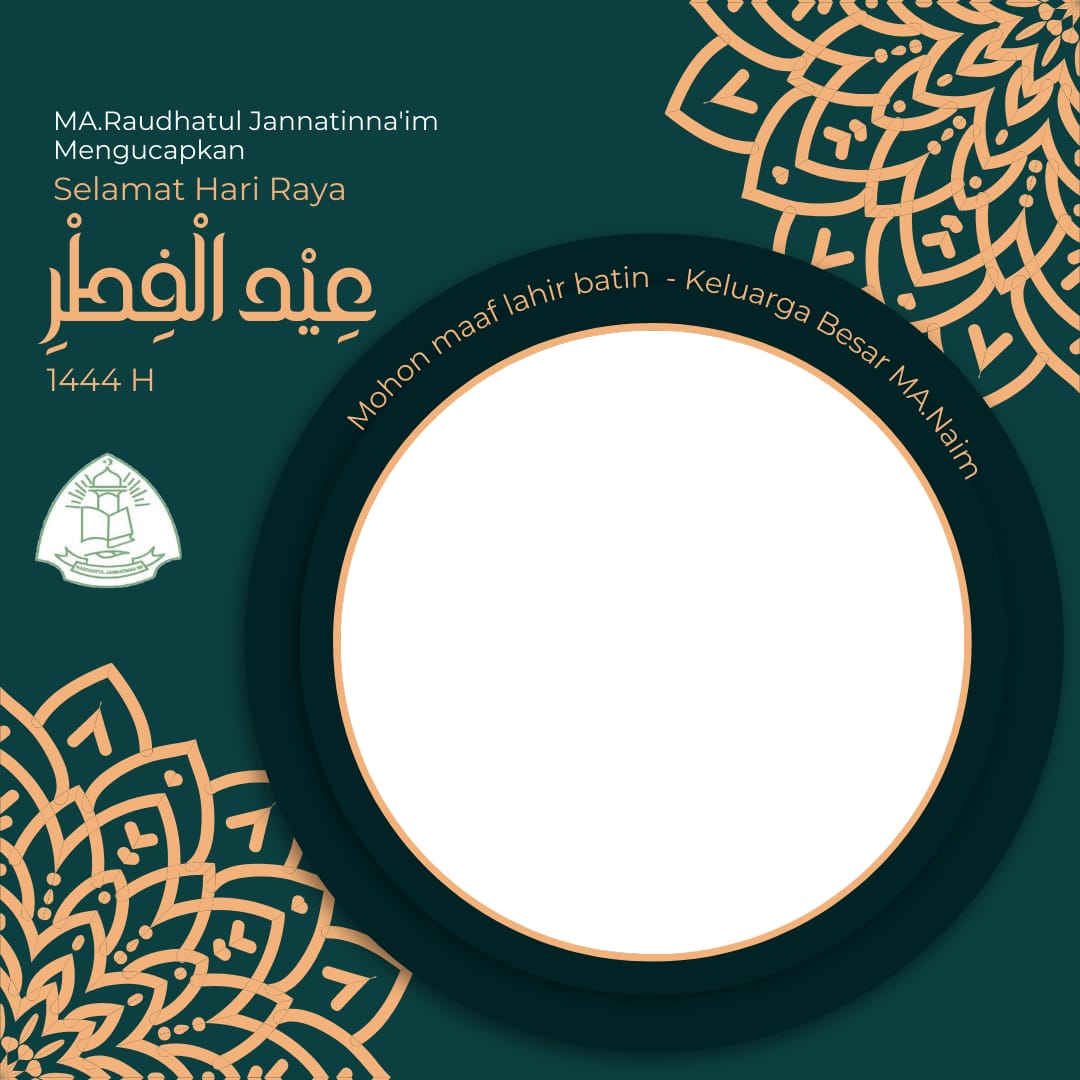 MA.Raudhatul Jannatinna'im
Mengucapkan
Selamat Hari Raya
عِيْد الْفِطْرِ
1444 H
Mohon maaf lahir batin - Keluarga Besar MA.Naim